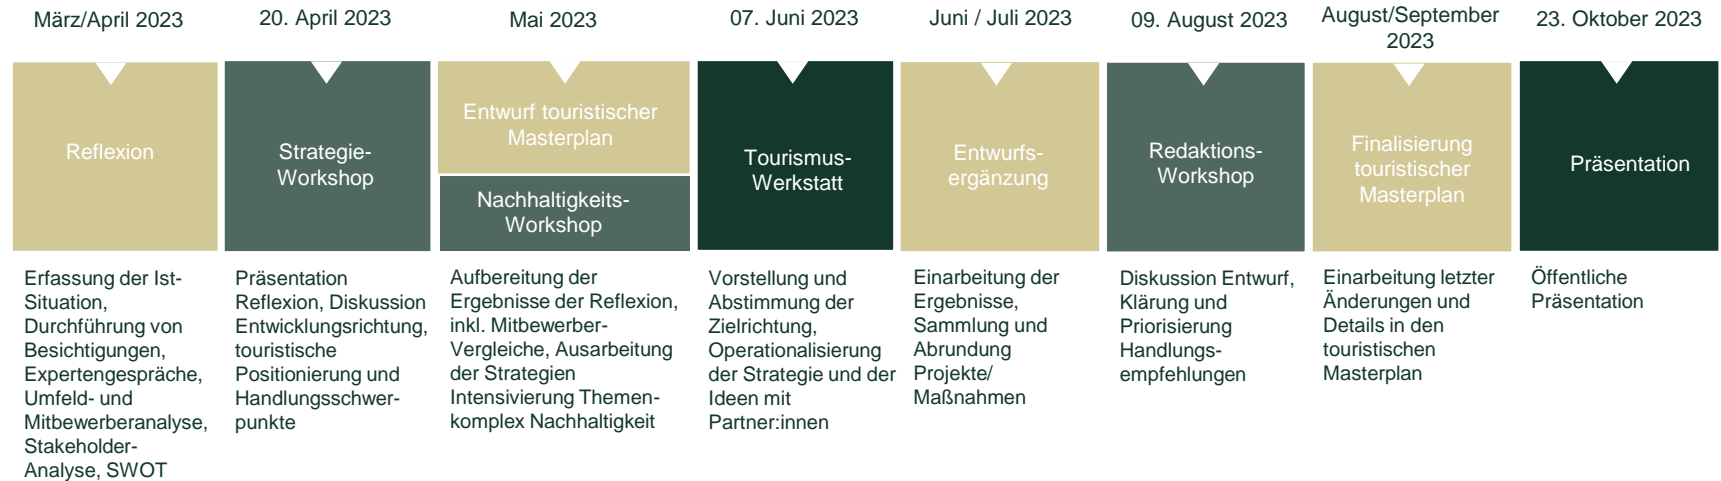 März/April 2023
20. April 2023
Mai 2023
07. Juni 2023
Juni / Juli 2023
09. August 2023
August/September
2023
23. Oktober 2023
Reflexion
Strategie-
Workshop
Entwurf touristischer
Masterplan
Nachhaltigkeits-
Workshop
Tourismus-
Werkstatt
Entwurfs-
ergänzung
Redaktions-
Workshop
Finalisierung
touristischer
Masterplan
Präsentation
Erfassung der Ist-
Situation,
Durchführung von
Besichtigungen,
Expertengespräche,
Umfeld- und
Mitbewerberanalyse,
Stakeholder-
Analyse, SWOT
Präsentation
Reflexion, Diskussion
Entwicklungsrichtung,
touristische
Positionierung und
Handlungsschwer-
punkte
Aufbereitung der
Ergebnisse der Reflexion,
inkl. Mitbewerber-
Vergleiche, Ausarbeitung
der Strategien
Intensivierung Themen-
komplex Nachhaltigkeit
Vorstellung und
Abstimmung der
Zielrichtung,
Operationalisierung
der Strategie und der
Ideen mit
Partner:innen
Einarbeitung der
Ergebnisse,
Sammlung und
Abrundung
Projekte/
Maßnahmen
Diskussion Entwurf,
Klärung und
Priorisierung
Handlungs-
empfehlungen
Einarbeitung letzter
Änderungen und
Details in den
touristischen
Masterplan
Öffentliche
Präsentation